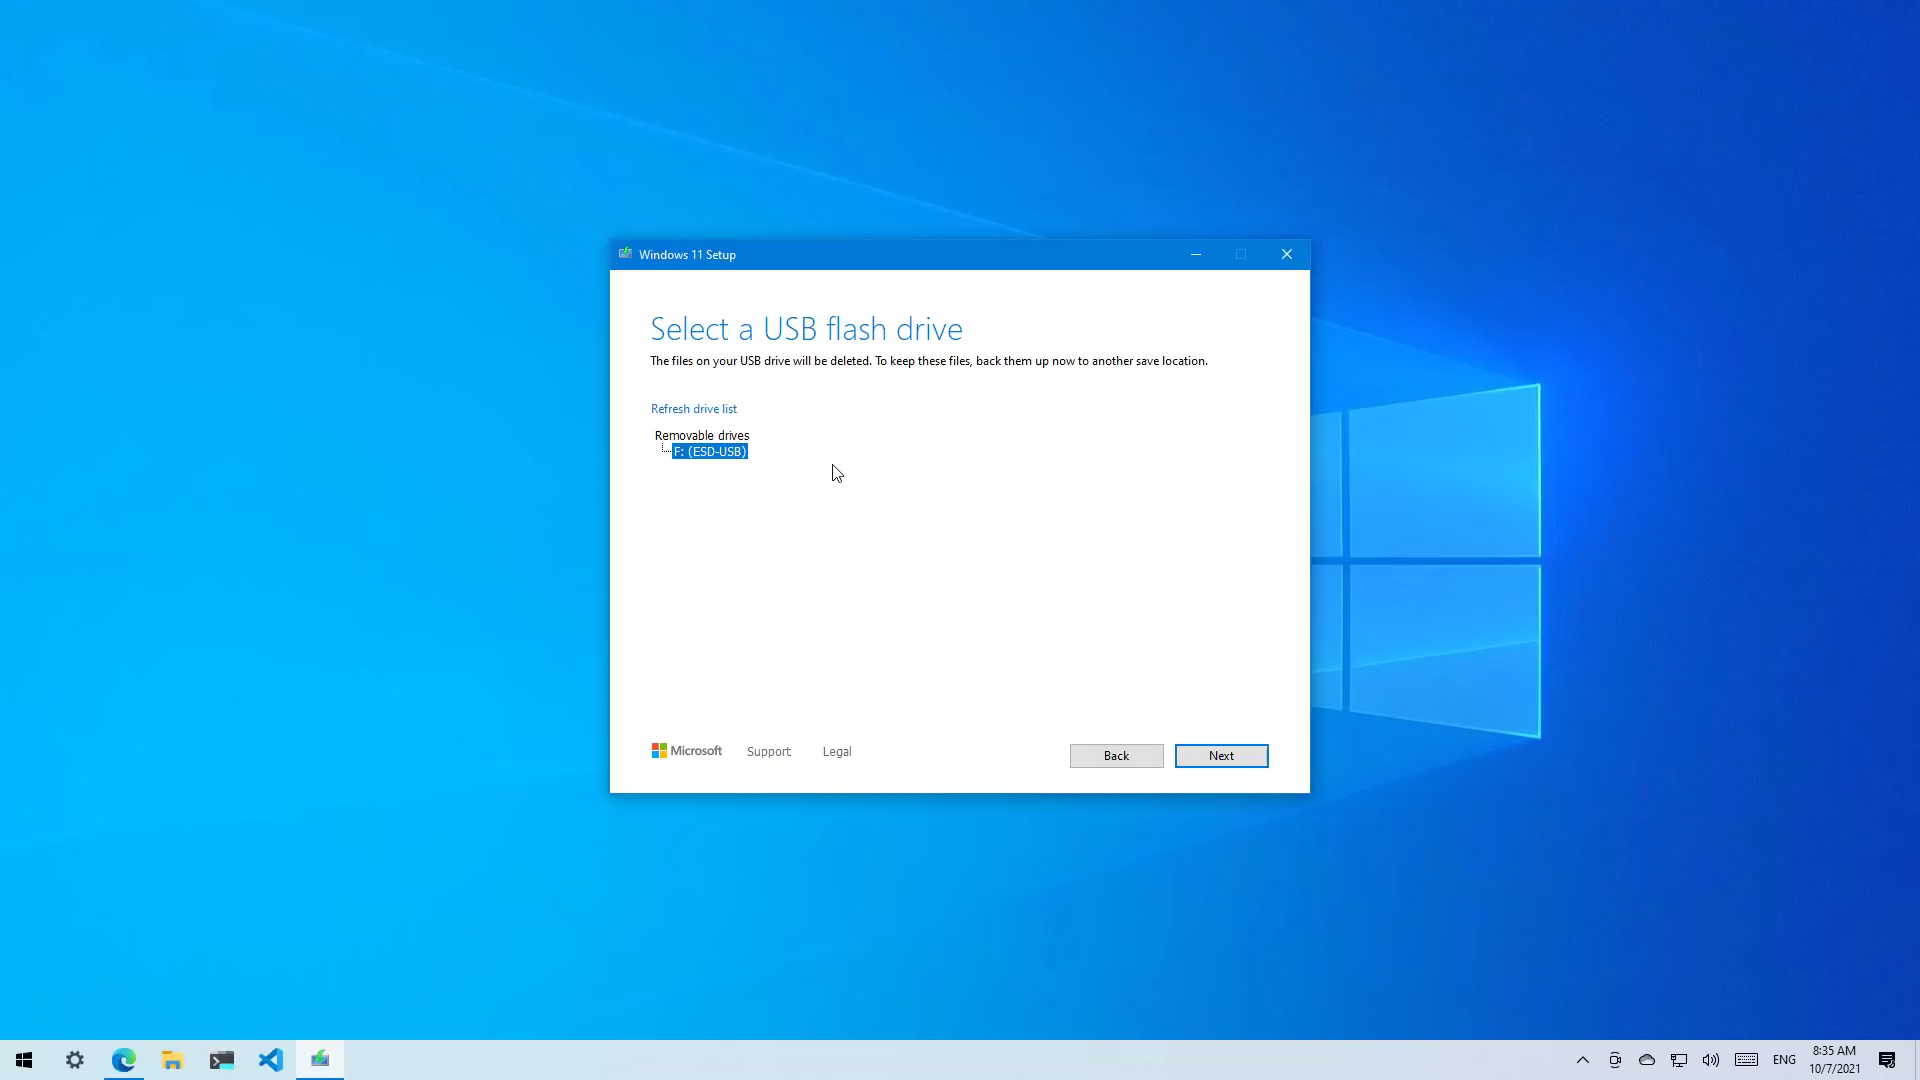 Windows 11 Setup
Select a USB flash drive
The files on your USB drive will be deleted. To keep these files, back them up now to another save location.
Refresh drive list
Removable drives
F: (ESD-USB)
Microsoft
Support
Legal
Back
Next
ENG
8:35 AM
10/7/2021